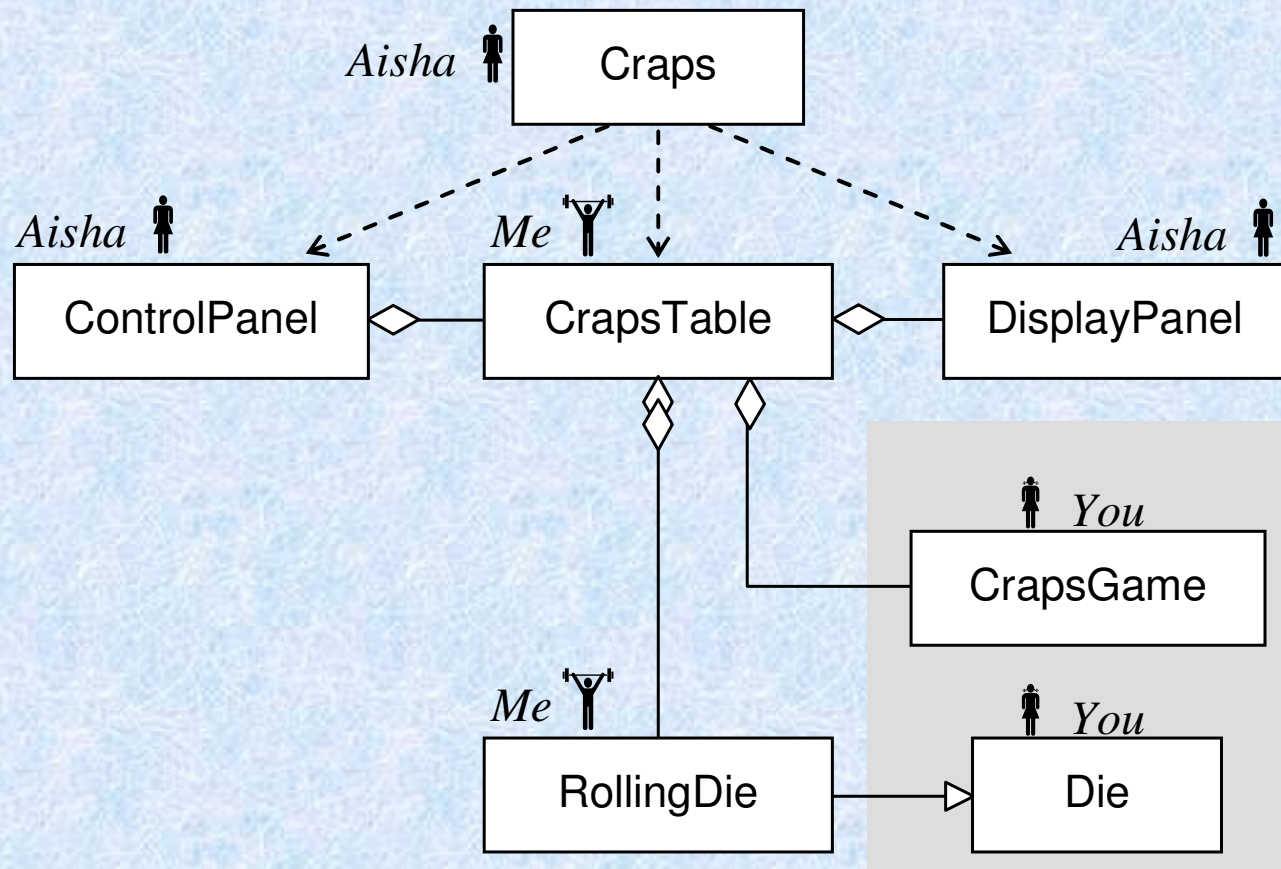 Aisha
Craps
Aisha
Me
Aisha
ControlPanel
CrapsTable
DisplayPanel
You
CrapsGame
Me
You
RollingDie
Die